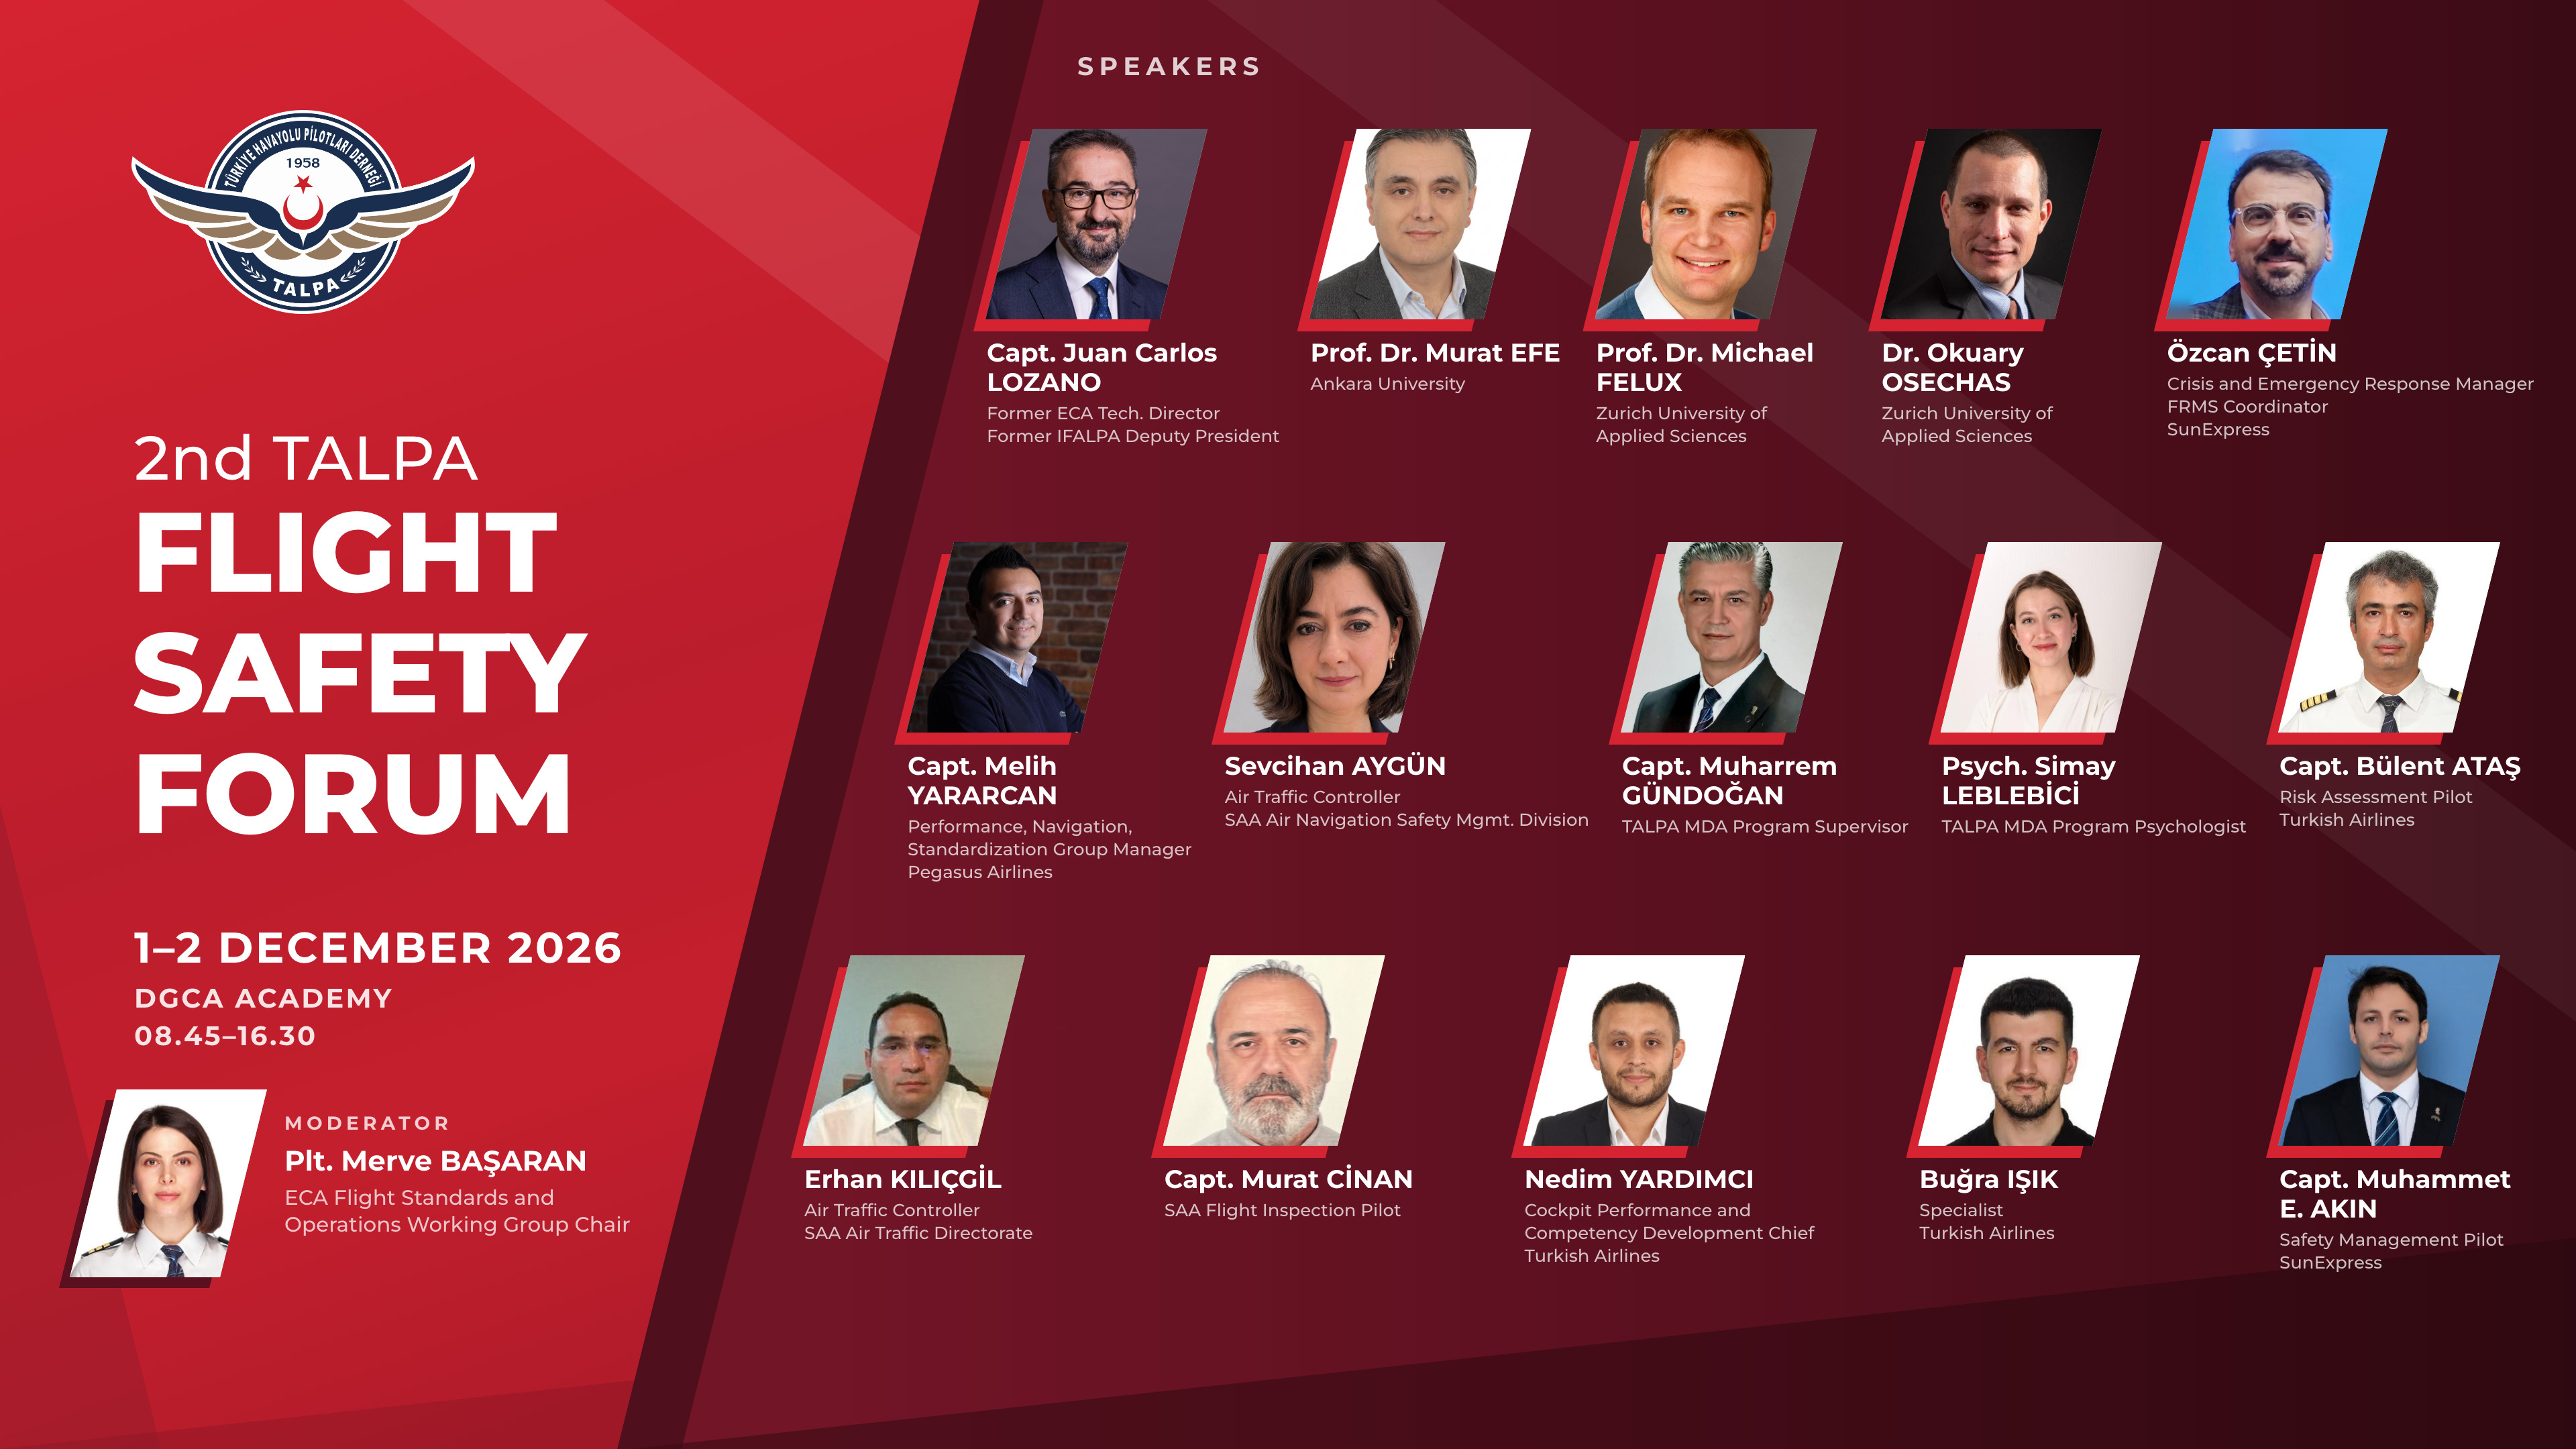 TÜRKİYE HAVAYOLU PİLOTLARI DERNEĞİ
1958
TALPA
2nd TALPA
FLIGHT
SAFETY
FORUM
1–2 DECEMBER 2026
DGCA ACADEMY
08.45–16.30
MODERATOR
Plt. Merve BAŞARAN
ECA Flight Standards and
Operations Working Group Chair
SPEAKERS
Capt. Juan Carlos
LOZANO
Former ECA Tech. Director
Former IFALPA Deputy President
Prof. Dr. Murat EFE
Ankara University
Prof. Dr. Michael
FELUX
Zurich University of
Applied Sciences
Dr. Okuary
OSECHAS
Zurich University of
Applied Sciences
Özcan ÇETİN
Crisis and Emergency Response Manager
FRMS Coordinator
SunExpress
Capt. Melih
YARARCAN
Performance, Navigation,
Standardization Group Manager
Pegasus Airlines
Sevcihan AYGÜN
Air Traffic Controller
SAA Air Navigation Safety Mgmt. Division
Capt. Muharrem
GÜNDOĞAN
TALPA MDA Program Supervisor
Psych. Simay
LEBLEBİCİ
TALPA MDA Program Psychologist
Capt. Bülent ATAŞ
Risk Assessment Pilot
Turkish Airlines
Erhan KILIÇGİL
Air Traffic Controller
SAA Air Traffic Directorate
Capt. Murat CİNAN
SAA Flight Inspection Pilot
Nedim YARDIMCI
Cockpit Performance and
Competency Development Chief
Turkish Airlines
Buğra IŞIK
Specialist
Turkish Airlines
Capt. Muhammet
E. AKIN
Safety Management Pilot
SunExpress